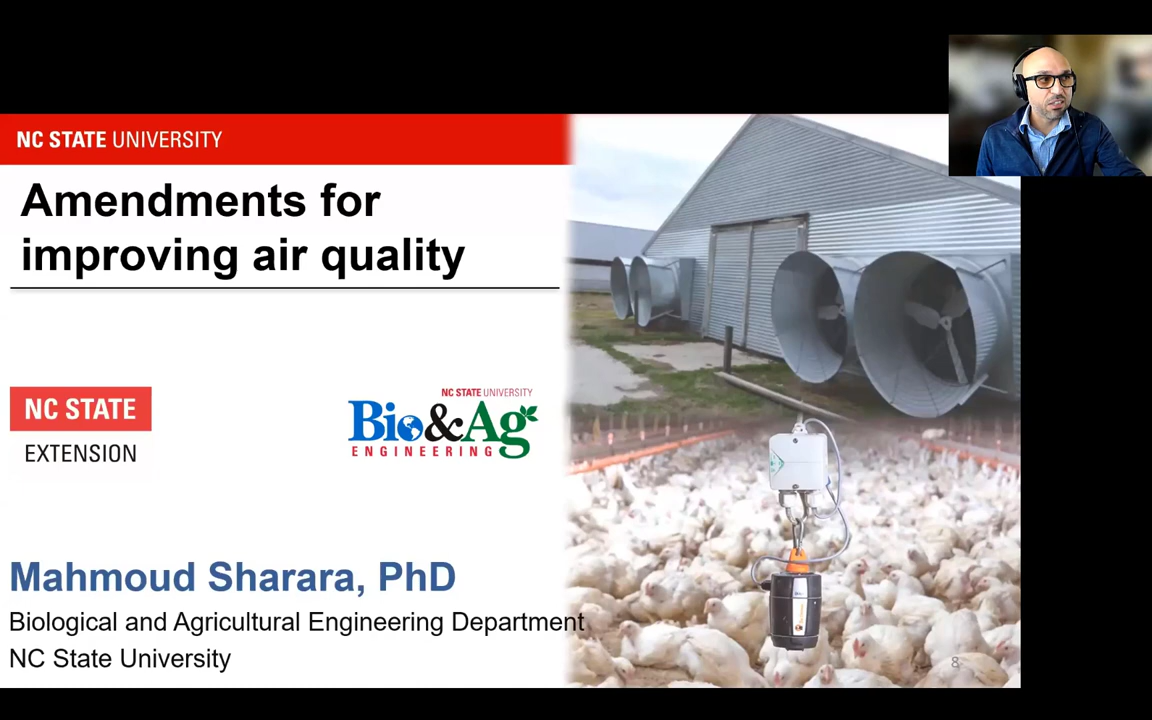 NC STATE UNIVERSITY
Amendments for
improving air quality
NC STATE
EXTENSION
NC STATE UNIVERSITY
Bio&Ag
ENGINEERING
Mahmoud Sharara, PhD
Biological and Agricultural Engineering Department
NC State University
8